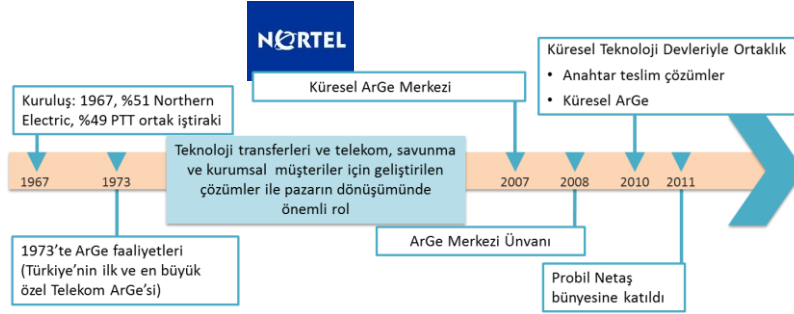 NORTEL
Küresel Teknoloji Devleriyle Ortaklık
• Anahtar teslim çözümler
• Küresel ArGe
Küresel ArGe Merkezi
Kuruluş: 1967, %51 Northern
Electric, %49 PTT ortak iştiraki
Teknoloji transferleri ve telekom, savunma
ve kurumsal müşteriler için geliştirilen
çözümler ile pazarın dönüşümünde
önemli rol
1967
1973
2007
2008
2010
2011
1973’te ArGe faaliyetleri
(Türkiye’nin ilk ve en büyük
özel Telekom ArGe’si)
ArGe Merkezi Ünvanı
Probil Netaş
bünyesine katıldı